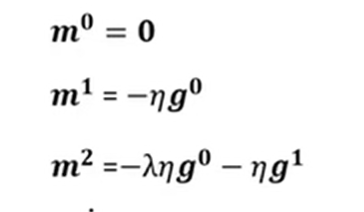 m⁰ = 0
m¹ = −ηg⁰
m² =−ληg⁰ − ηg¹
.